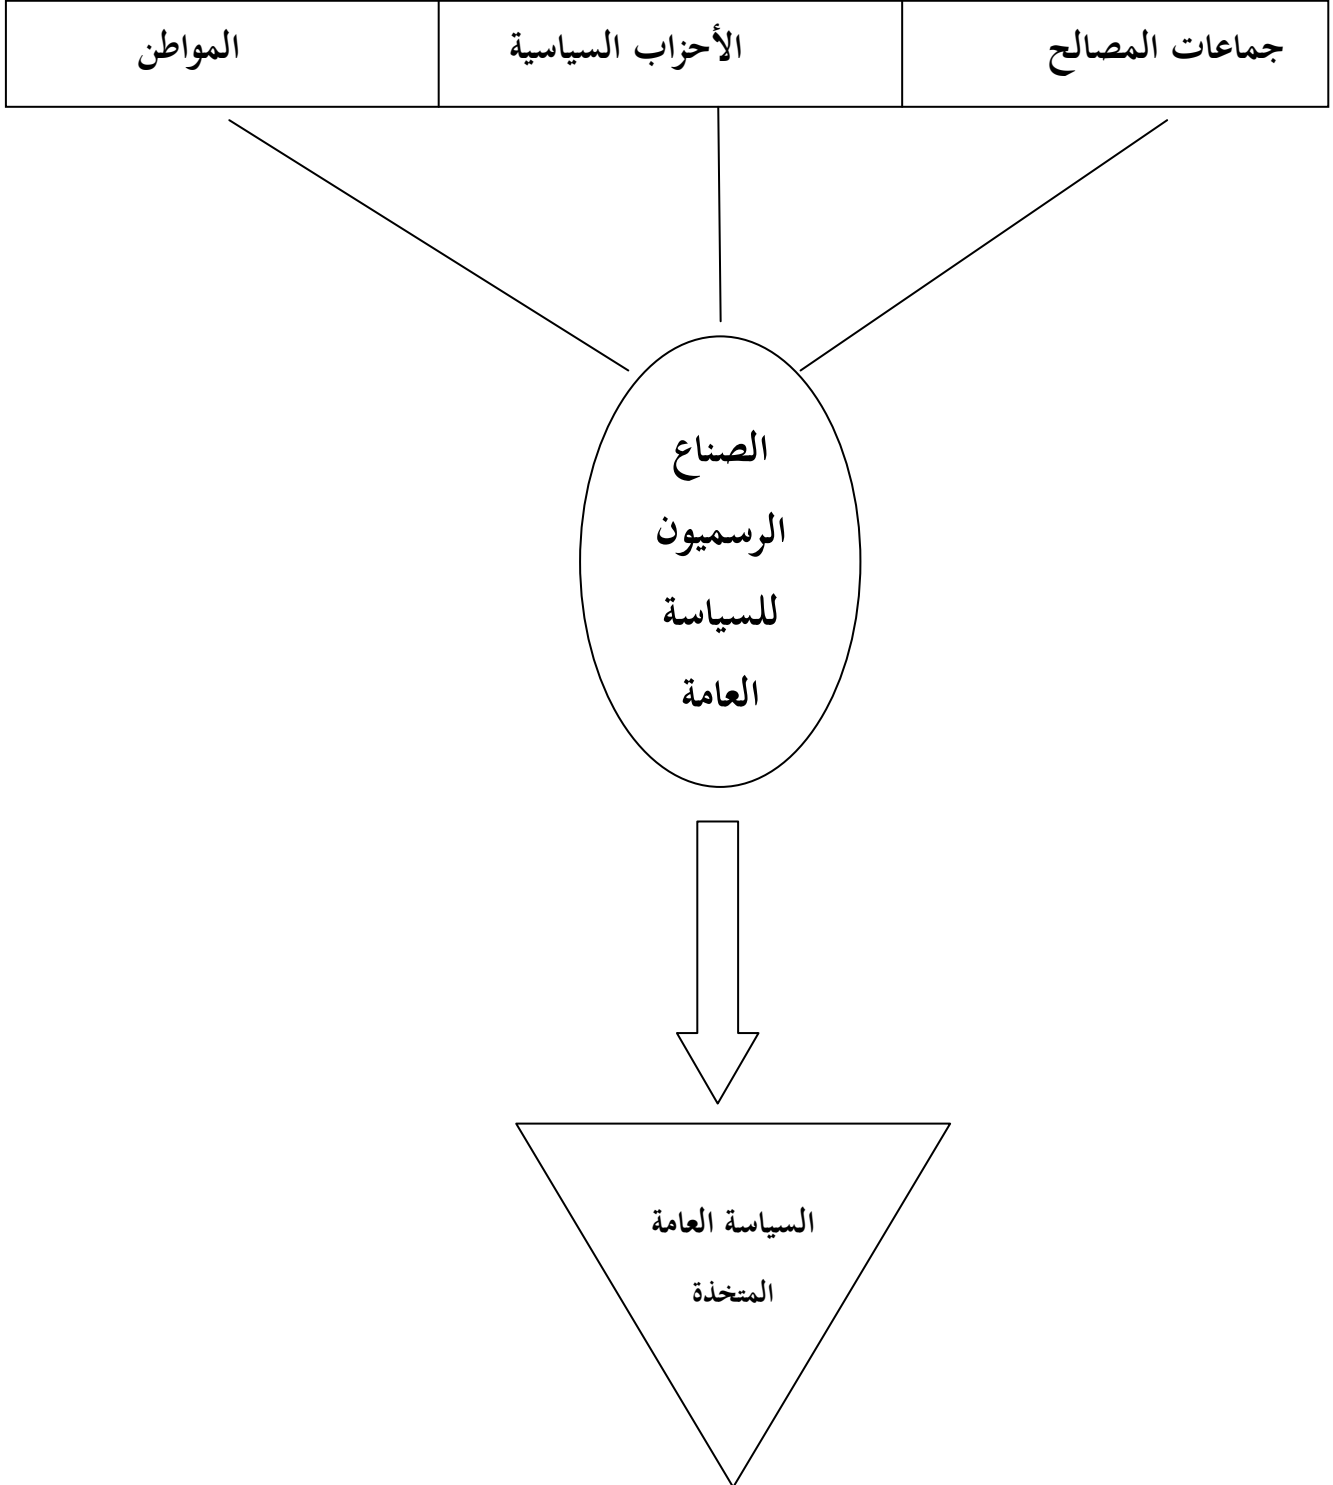 جماعات المصالح
الأحزاب السياسية
المواطن
الصناع
الرسميون
للسياسة
العامة
السياسة العامة
المتخذة